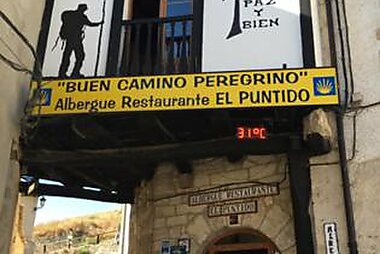 PAZ
Y
BIEN
"BUEN CAMINO PEREGRINO"
Albergue Restaurante EL PUNTIDO
31°C
ALBERGUE RESTAURANTE
EL PUNTIDO